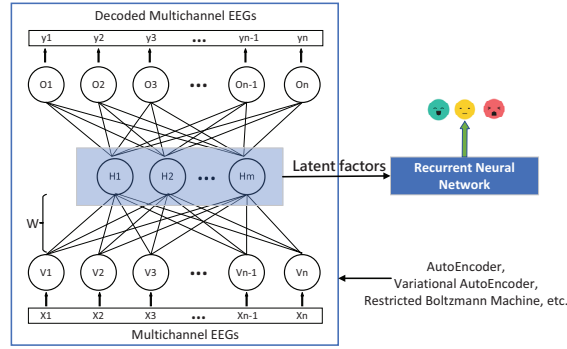 Decoded Multichannel EEGs
y1 y2 y3 ... yn-1 yn
O1 O2 O3 ... On-1 On
H1 H2 ... Hm
Latent factors
Recurrent Neural
Network
W
V1 V2 V3 ... Vn-1 Vn
X1 X2 X3 ... Xn-1 Xn
Multichannel EEGs
AutoEncoder,
Variational AutoEncoder,
Restricted Boltzmann Machine, etc.